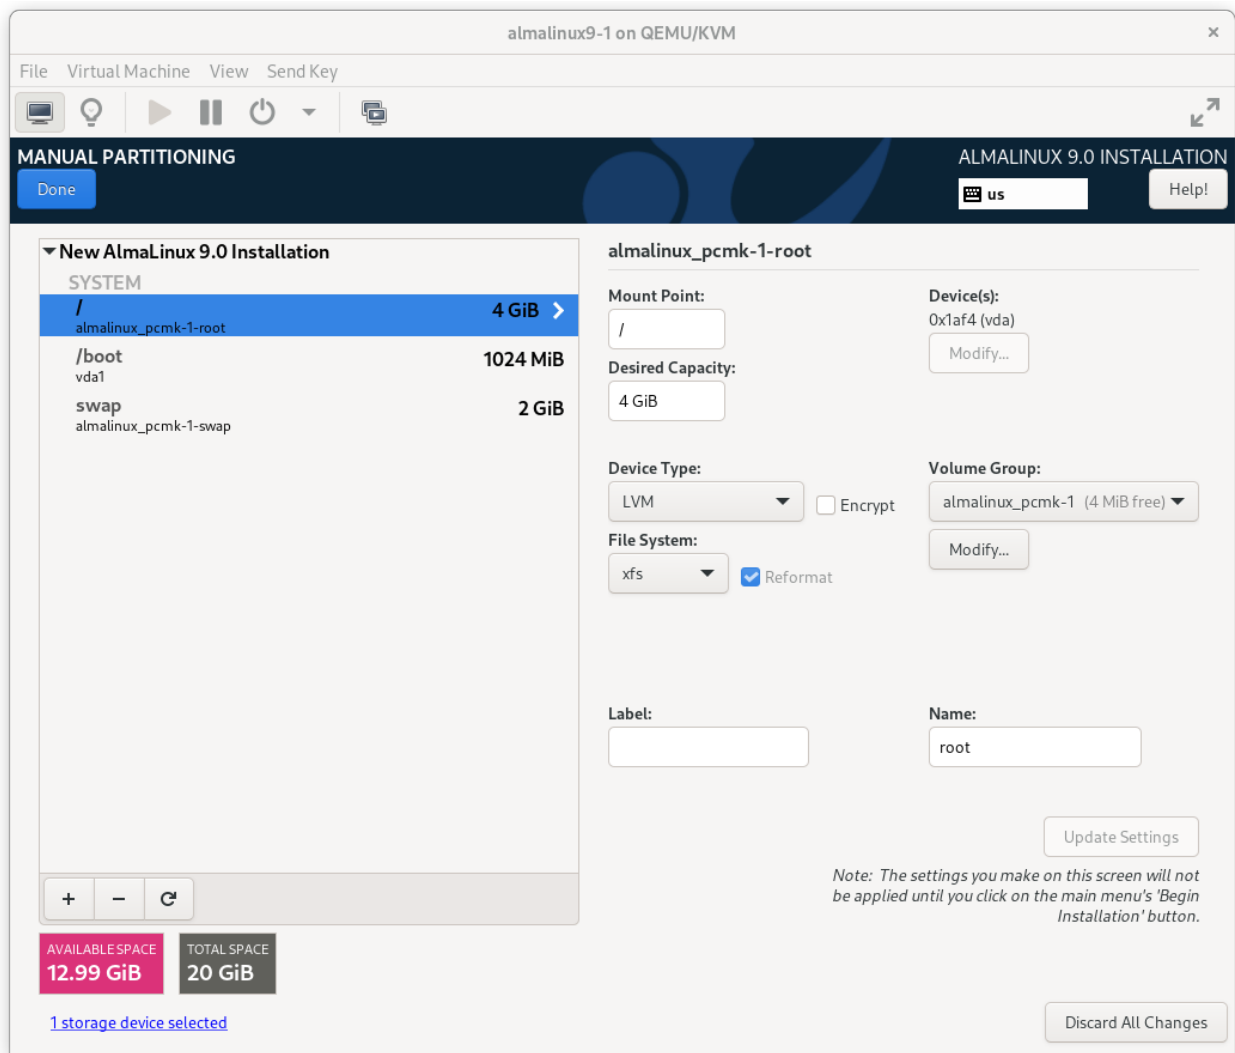 almalinux9-1 on QEMU/KVM
File Virtual Machine View Send Key
MANUAL PARTITIONING
ALMALINUX 9.0 INSTALLATION
Done
us
Help!
New AlmaLinux 9.0 Installation
SYSTEM
/
4 GiB
almalinux_pcmk-1-root
/boot
1024 MiB
vda1
swap
2 GiB
almalinux_pcmk-1-swap
+ −
AVAILABLE SPACE
12.99 GiB
TOTAL SPACE
20 GiB
1 storage device selected
almalinux_pcmk-1-root
Mount Point:
/
Device(s):
0x1af4 (vda)
Modify...
Desired Capacity:
4 GiB
Device Type:
LVM
Encrypt
Volume Group:
almalinux_pcmk-1 (4 MiB free)
Modify...
File System:
xfs
Reformat
Label:
Name:
root
Update Settings
Note: The settings you make on this screen will not
be applied until you click on the main menu's 'Begin
Installation' button.
Discard All Changes